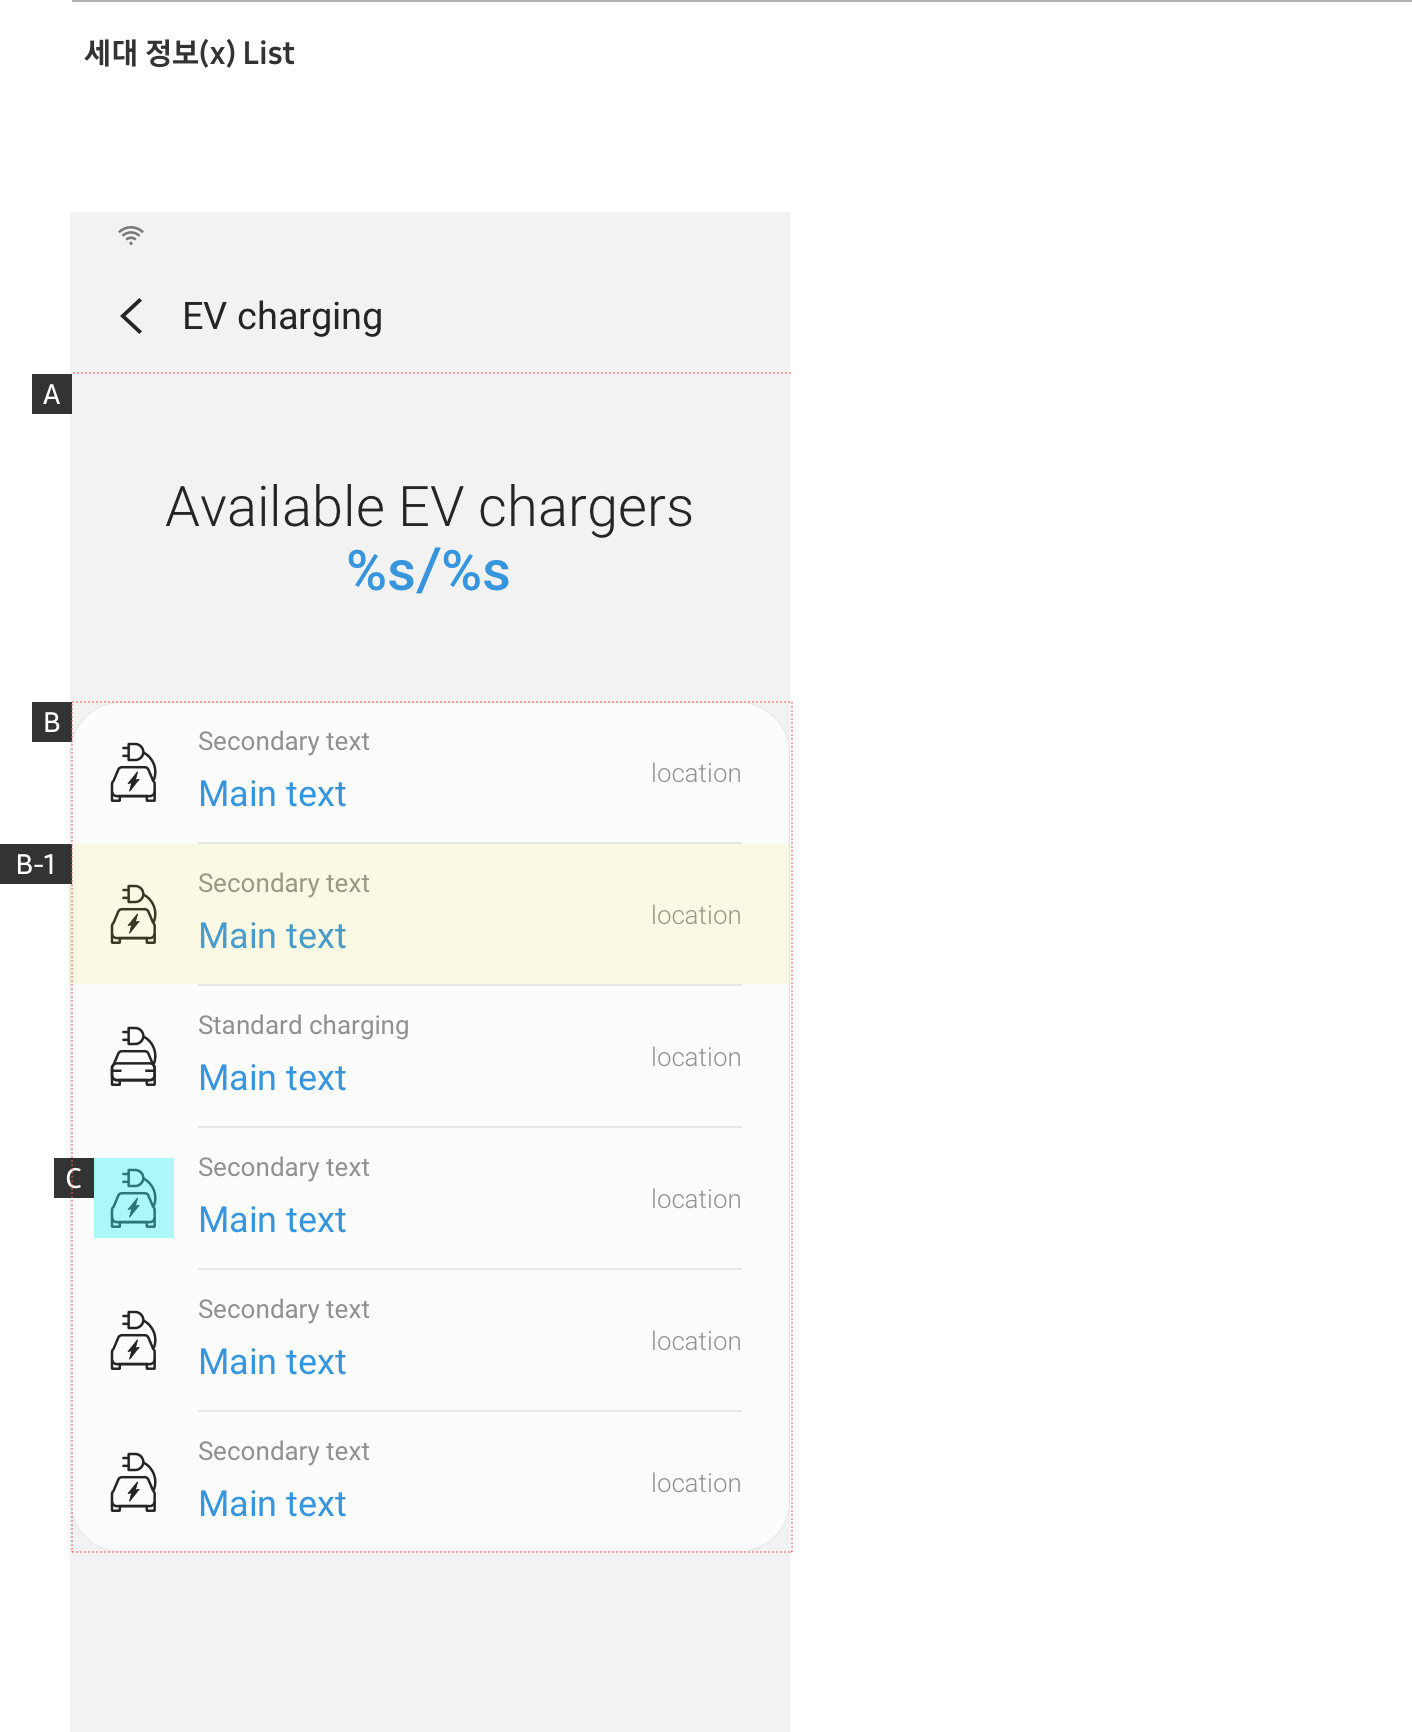 세대 정보(x) List
EV charging
A
Available EV chargers
%s/%s
B
Secondary text
Main text
location
B-1
Secondary text
Main text
location
Standard charging
Main text
location
C
Secondary text
Main text
location
Secondary text
Main text
location
Secondary text
Main text
location